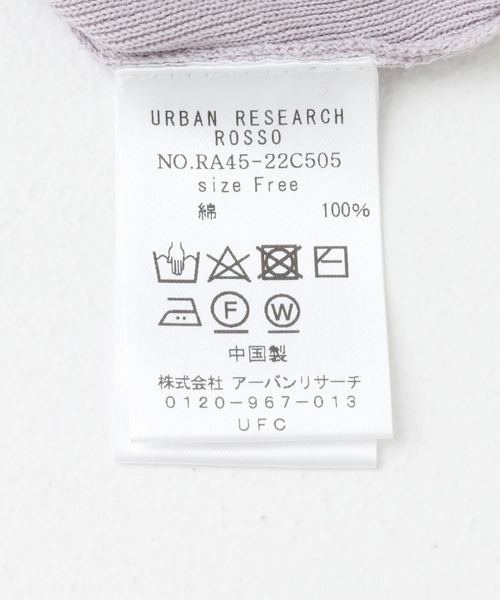 URBAN RESEARCH
ROSSO
NO.RA45-22C505
size Free
綿 100%
F W
中国製
株式会社 アーバンリサーチ
0120-967-013
UFC